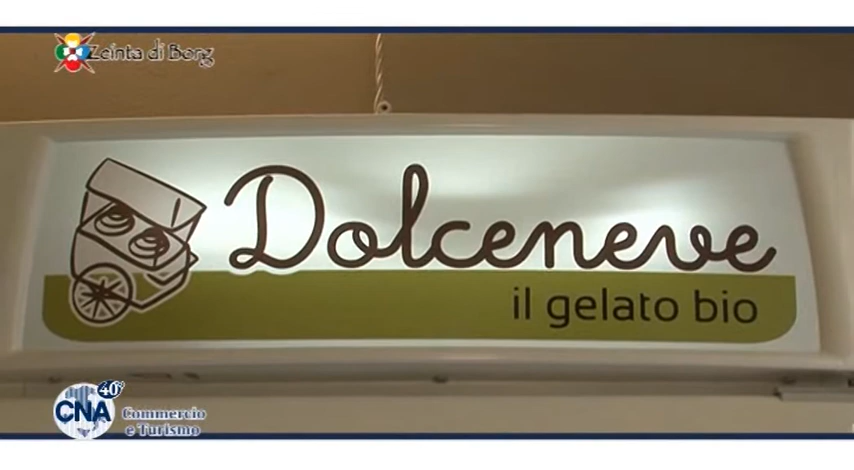 Zeinta di Borg
Dolceneve
il gelato bio
40°
CNA
Commercio
e Turismo